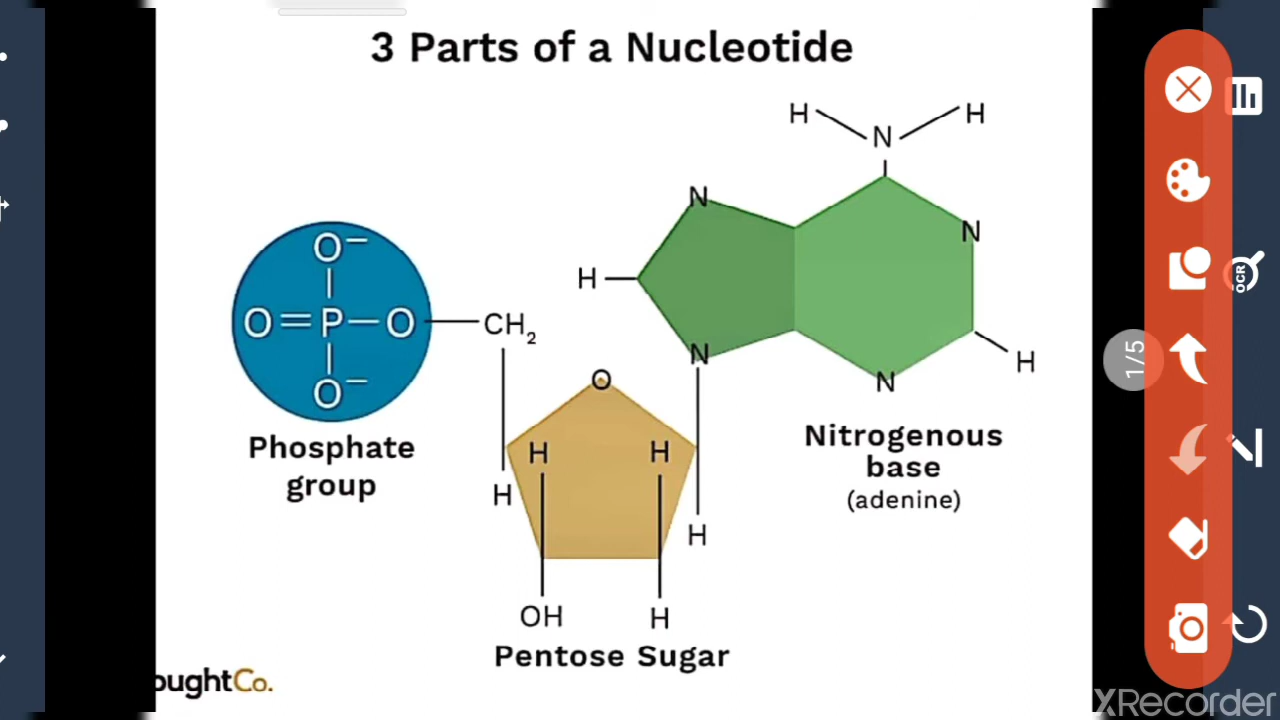 3 Parts of a Nucleotide
H
N
H
N
N
O⁻
H
O=P—O
CH₂
N
H
N
O⁻
O
Phosphate
group
H
H
H
H
OH
H
Nitrogenous
base
(adenine)
Pentose Sugar
oughtCo.
1/5
OCR
XRecorder